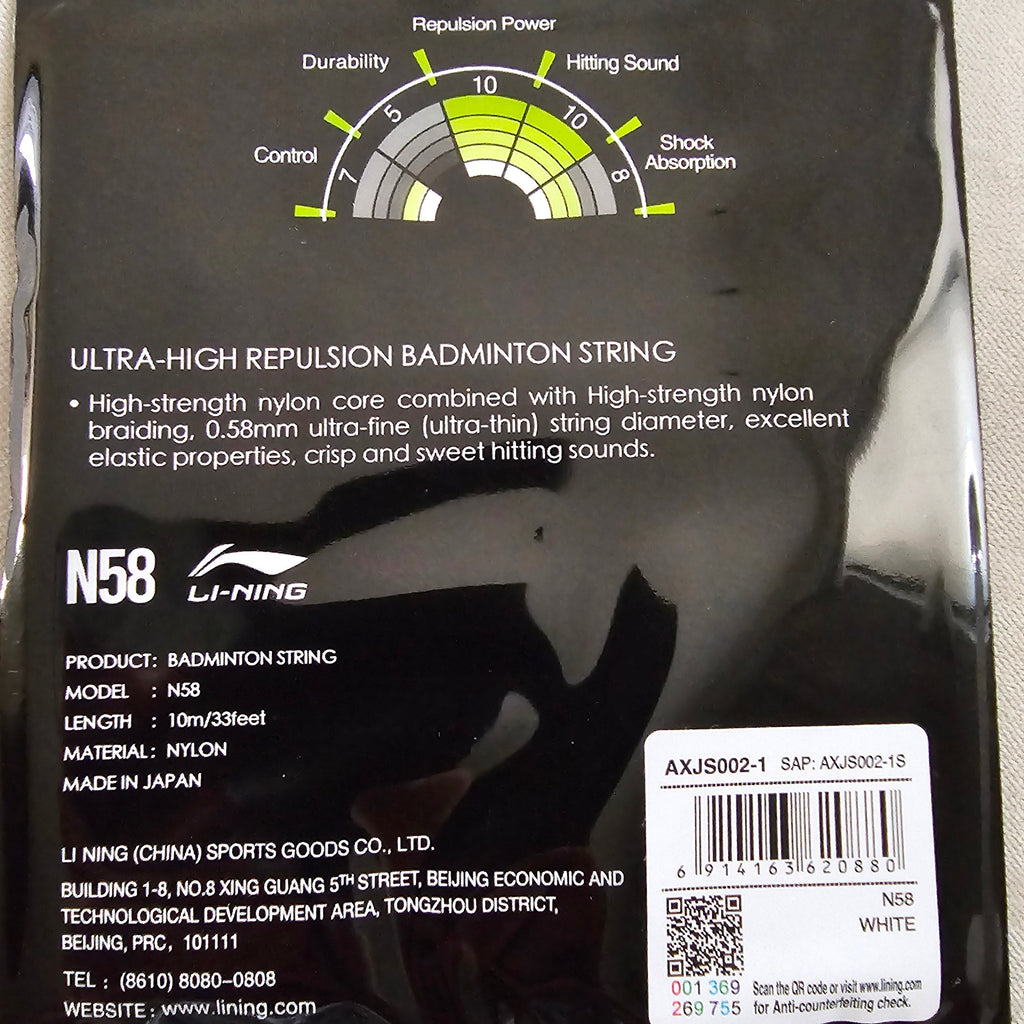 Repulsion Power
Durability
Hitting Sound
10
5
10
Control
Shock
Absorption
7
8
ULTRA-HIGH REPULSION BADMINTON STRING
• High-strength nylon core combined with High-strength nylon
braiding, 0.58mm ultra-fine (ultra-thin) string diameter, excellent
elastic properties, crisp and sweet hitting sounds.
N58 LI-NING
PRODUCT: BADMINTON STRING
MODEL : N58
LENGTH : 10m/33feet
MATERIAL: NYLON
MADE IN JAPAN
AXJS002-1 SAP: AXJS002-1S
6 914163 620880
N58
WHITE
001 369
269 755
Scan the QR code or visit www.lining.com
for Anti-counterfeiting check.
LI NING (CHINA) SPORTS GOODS CO., LTD.
BUILDING 1-8, NO.8 XING GUANG 5TH STREET, BEIJING ECONOMIC AND
TECHNOLOGICAL DEVELOPMENT AREA, TONGZHOU DISTRICT,
BEIJING, PRC, 101111
TEL : (8610) 8080-0808
WEBSITE : www.lining.com